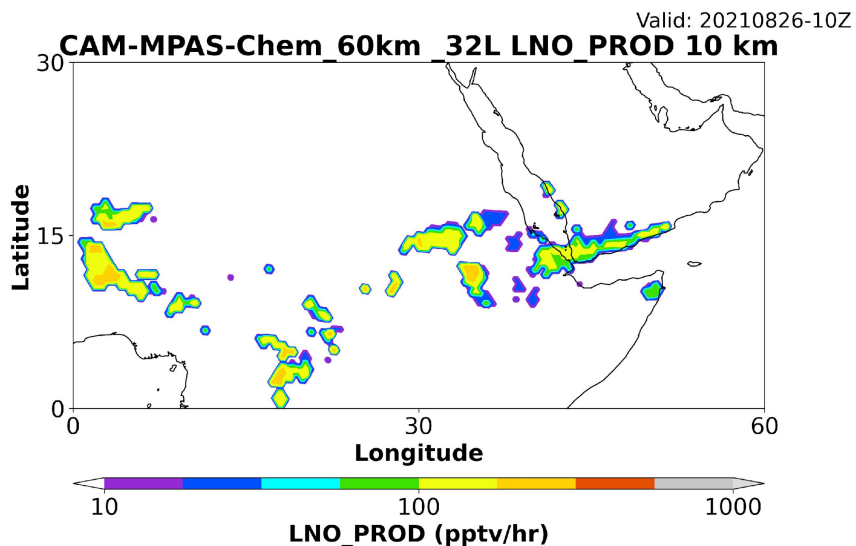 Valid: 20210826-10Z
CAM-MPAS-Chem_60km _32L LNO_PROD 10 km
30
15
0
Latitude
0 30 60
Longitude
10 100 1000
LNO_PROD (pptv/hr)